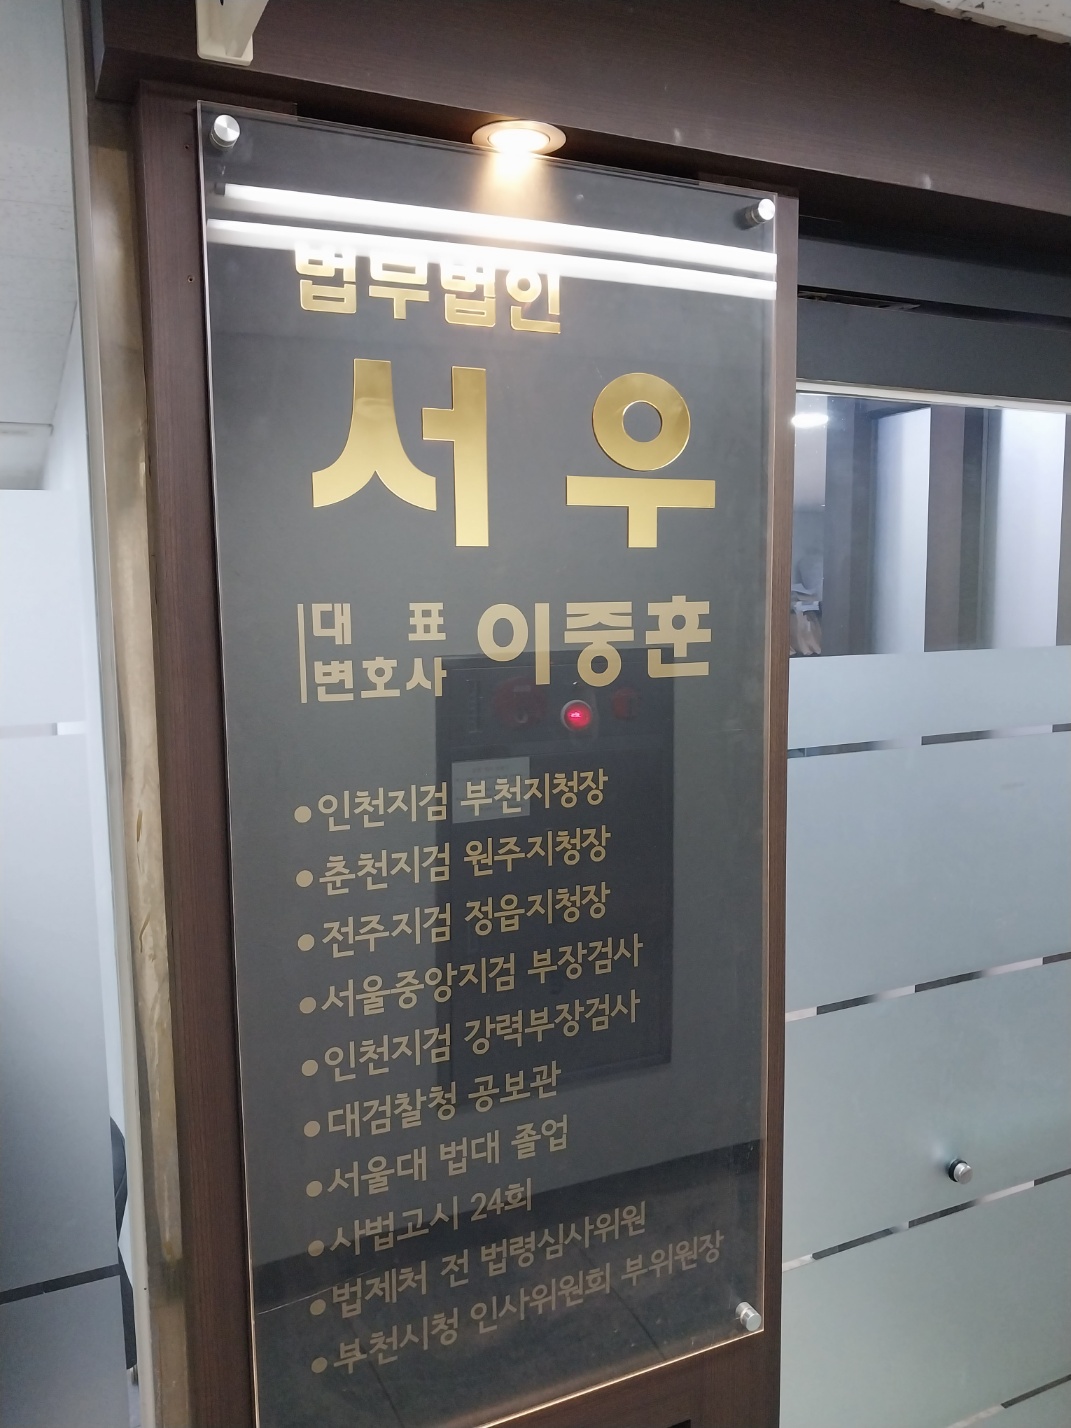 법무법인
서우
대표
변호사
이중훈
●인천지검 부천지청장
●춘천지검 원주지청장
●전주지검 정읍지청장
●서울중앙지검 부장검사
●인천지검 강력부장검사
●대검찰청 공보관
●서울대 법대 졸업
●사법고시 24회
●법제처 전 법령심사위원
●부천시청 인사위원회 부위원장